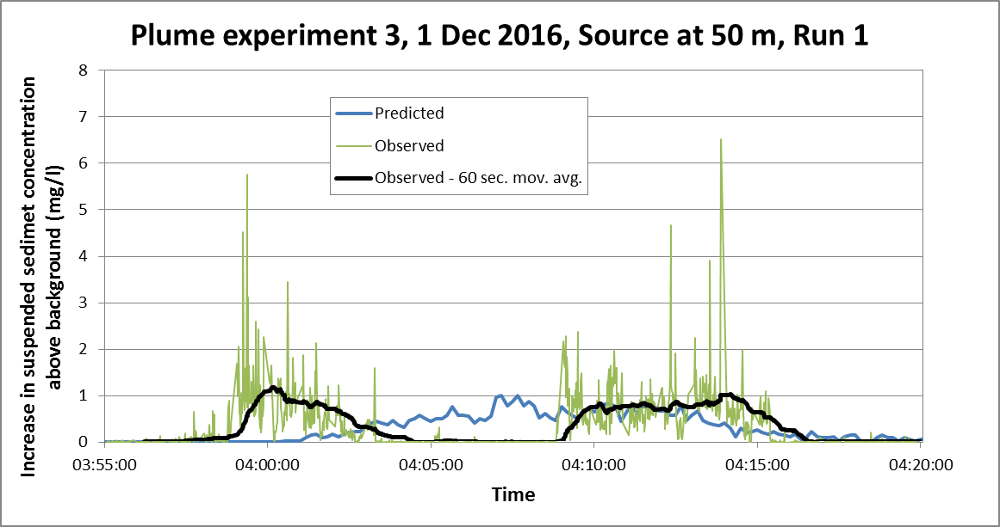 Plume experiment 3, 1 Dec 2016, Source at 50 m, Run 1
Increase in suspended sedimet concentration
above background (mg/l)
8
7
6
5
4
3
2
1
0
Predicted
Observed
Observed - 60 sec. mov. avg.
03:55:00
04:00:00
04:05:00
04:10:00
04:15:00
04:20:00
Time